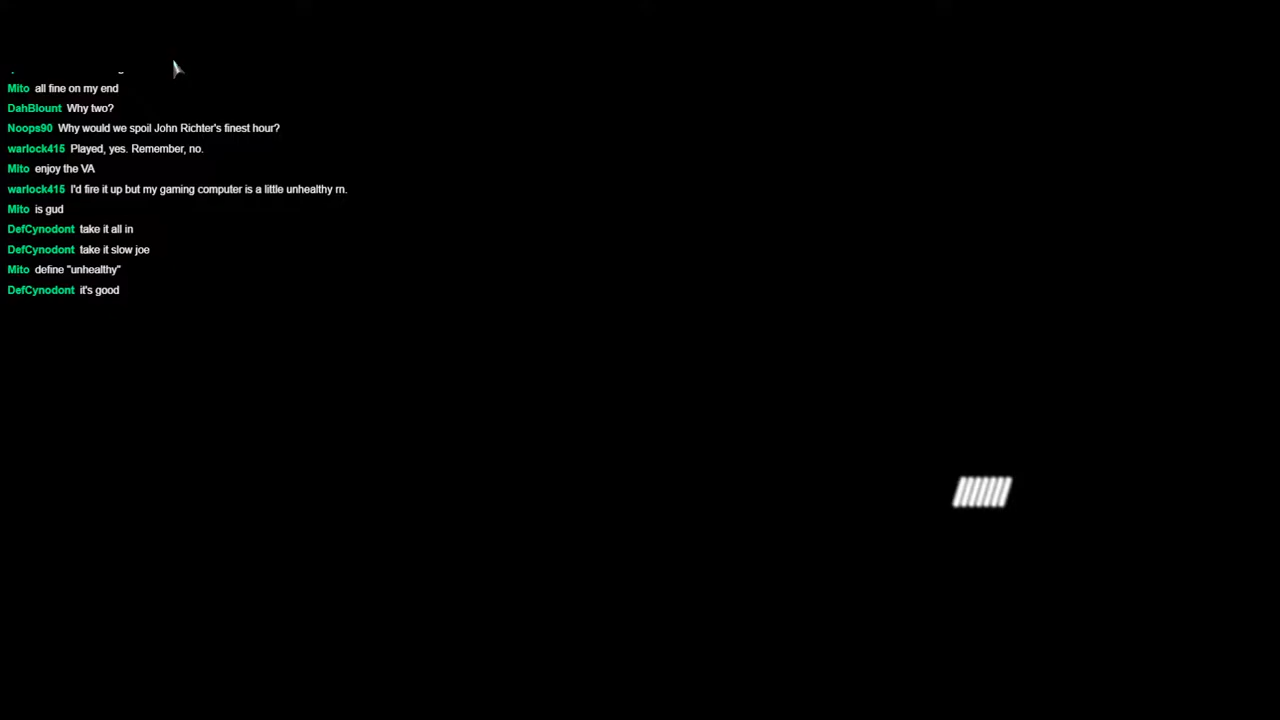 Mito all fine on my end
DahBlount Why two?
Noops90 Why would we spoil John Richter's finest hour?
warlock415 Played, yes. Remember, no.
Mito enjoy the VA
warlock415 I'd fire it up but my gaming computer is a little unhealthy rn.
Mito is gud
DefCynodont take it all in
DefCynodont take it slow joe
Mito define "unhealthy"
DefCynodont it's good